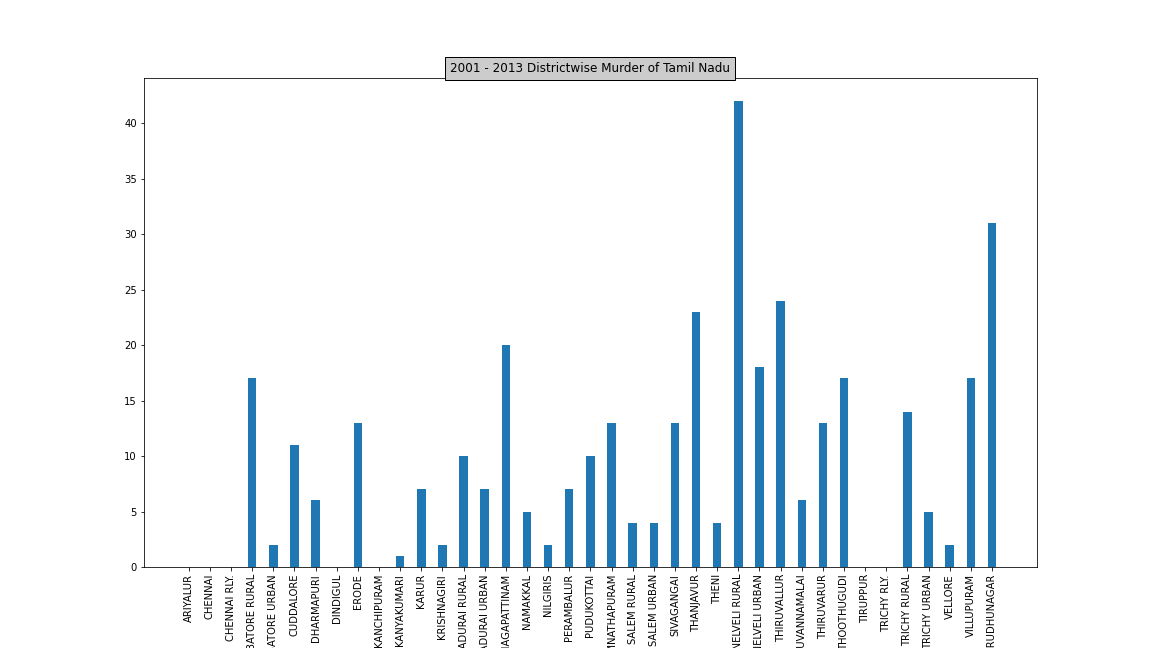 2001 - 2013 Districtwise Murder of Tamil Nadu
40
35
30
25
20
15
10
5
0
ARIYALUR
CHENNAI
CHENNAI RLY.
BATORE RURAL
ATORE URBAN
CUDDALORE
DHARMAPURI
DINDIGUL
ERODE
KANCHIPURAM
KANYAKUMARI
KARUR
KRISHNAGIRI
ADURAI RURAL
ADURAI URBAN
NAGAPATTINAM
NAMAKKAL
NILGIRIS
PERAMBALUR
PUDUKOTTAI
MNATHAPURAM
SALEM RURAL
SALEM URBAN
SIVAGANGAI
THANJAVUR
THENI
NELVELI RURAL
NELVELI URBAN
THIRUVALLUR
UVANNAMALAI
THIRUVARUR
THOOTHUGUDI
TIRUPPUR
TRICHY RLY.
TRICHY RURAL
TRICHY URBAN
VELLORE
VILLUPURAM
RUDHUNAGAR